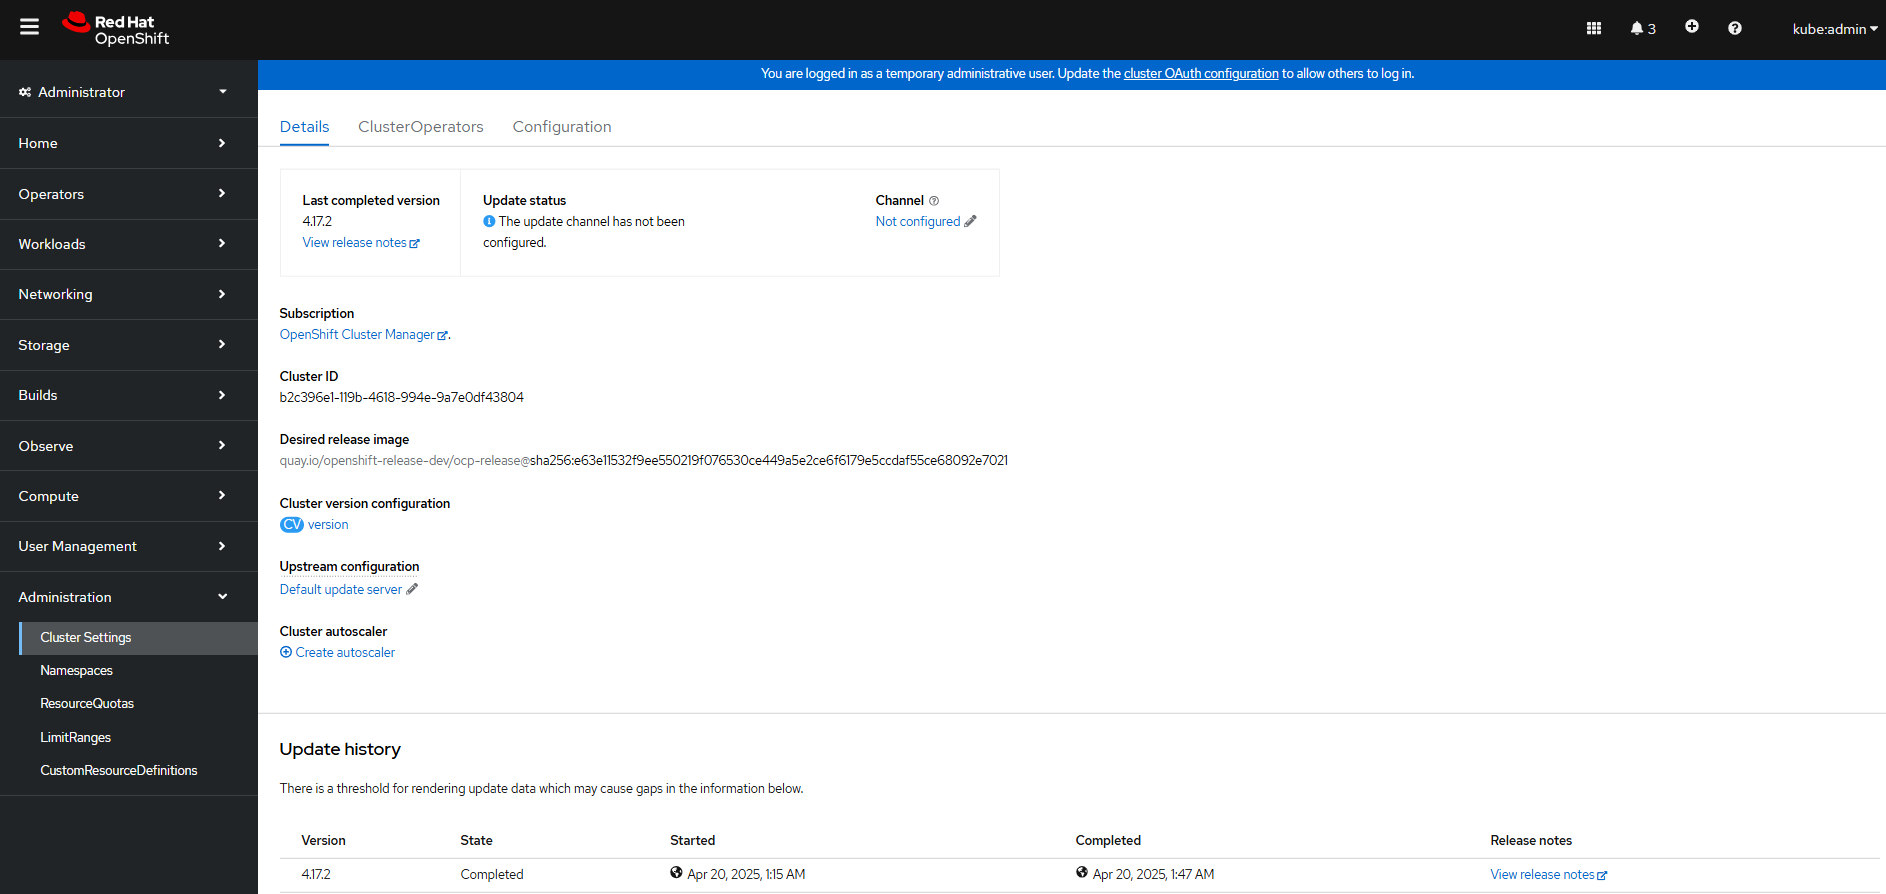 Red Hat
OpenShift
3
kube:admin
You are logged in as a temporary administrative user. Update the cluster OAuth configuration to allow others to log in.
Administrator
Home
Operators
Workloads
Networking
Storage
Builds
Observe
Compute
User Management
Administration
Cluster Settings
Namespaces
ResourceQuotas
LimitRanges
CustomResourceDefinitions
Details ClusterOperators Configuration
Last completed version
4.17.2
View release notes
Update status
The update channel has not been
configured.
Channel
Not configured
Subscription
OpenShift Cluster Manager.
Cluster ID
b2c396e1-119b-4618-994e-9a7e0df43804
Desired release image
quay.io/openshift-release-dev/ocp-release@sha256:e63e11532f9ee550219f076530ce449a5e2ce6f6179e5ccdaf55ce68092e7021
Cluster version configuration
CV version
Upstream configuration
Default update server
Cluster autoscaler
Create autoscaler
Update history
There is a threshold for rendering update data which may cause gaps in the information below.
Version State Started Completed Release notes
4.17.2 Completed Apr 20, 2025, 1:15 AM Apr 20, 2025, 1:47 AM View release notes